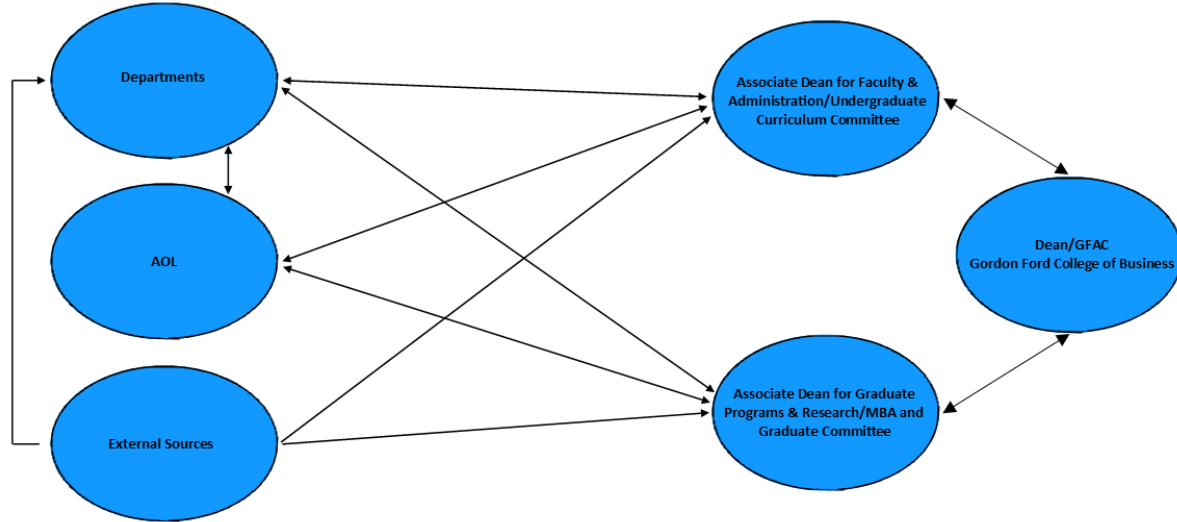 Departments
Associate Dean for Faculty &
Administration/Undergraduate
Curriculum Committee
AOL
Dean/GFAC
Gordon Ford College of Business
External Sources
Associate Dean for Graduate
Programs & Research/MBA and
Graduate Committee